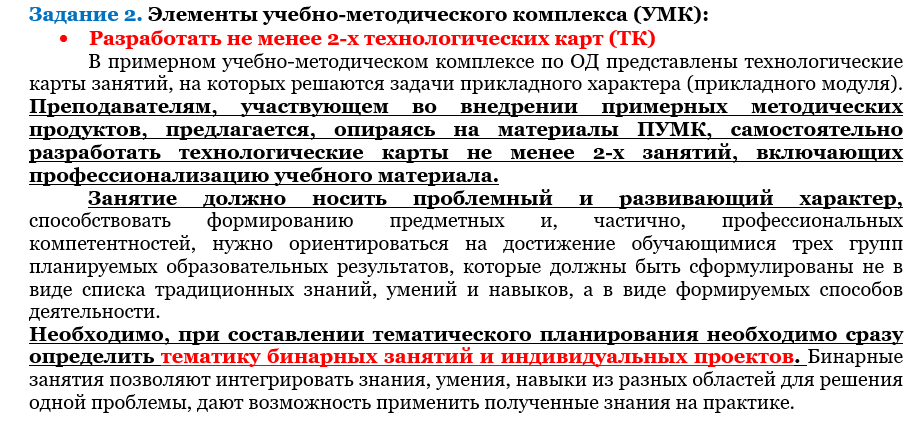 Задание 2. Элементы учебно-методического комплекса (УМК):
• Разработать не менее 2-х технологических карт (ТК)
В примерном учебно-методическом комплексе по ОД представлены технологические
карты занятий, на которых решаются задачи прикладного характера (прикладного модуля).
Преподавателям, участвующем во внедрении примерных методических
продуктов, предлагается, опираясь на материалы ПУМК, самостоятельно
разработать технологические карты не менее 2-х занятий, включающих
профессионализацию учебного материала.
Занятие должно носить проблемный и развивающий характер,
способствовать формированию предметных и, частично, профессиональных
компетентностей, нужно ориентироваться на достижение обучающимися трех групп
планируемых образовательных результатов, которые должны быть сформулированы не в
виде списка традиционных знаний, умений и навыков, а в виде формируемых способов
деятельности.
Необходимо, при составлении тематического планирования необходимо сразу
определить тематику бинарных занятий и индивидуальных проектов. Бинарные
занятия позволяют интегрировать знания, умения, навыки из разных областей для решения
одной проблемы, дают возможность применить полученные знания на практике.